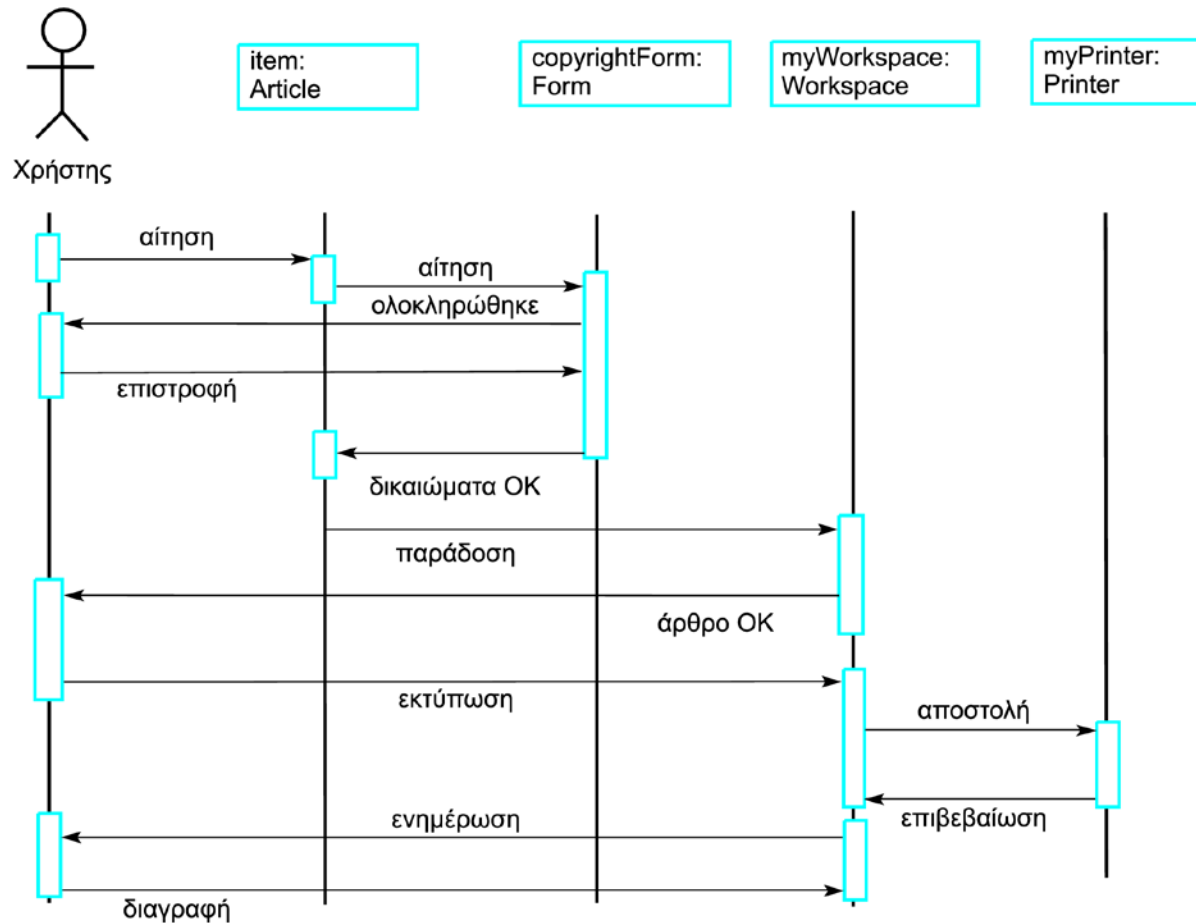 item:
Article
copyrightForm:
Form
myWorkspace:
Workspace
myPrinter:
Printer
Χρήστης
αίτηση
αίτηση
ολοκληρώθηκε
επιστροφή
δικαιώματα OK
παράδοση
άρθρο OK
εκτύπωση
αποστολή
επιβεβαίωση
ενημέρωση
διαγραφή